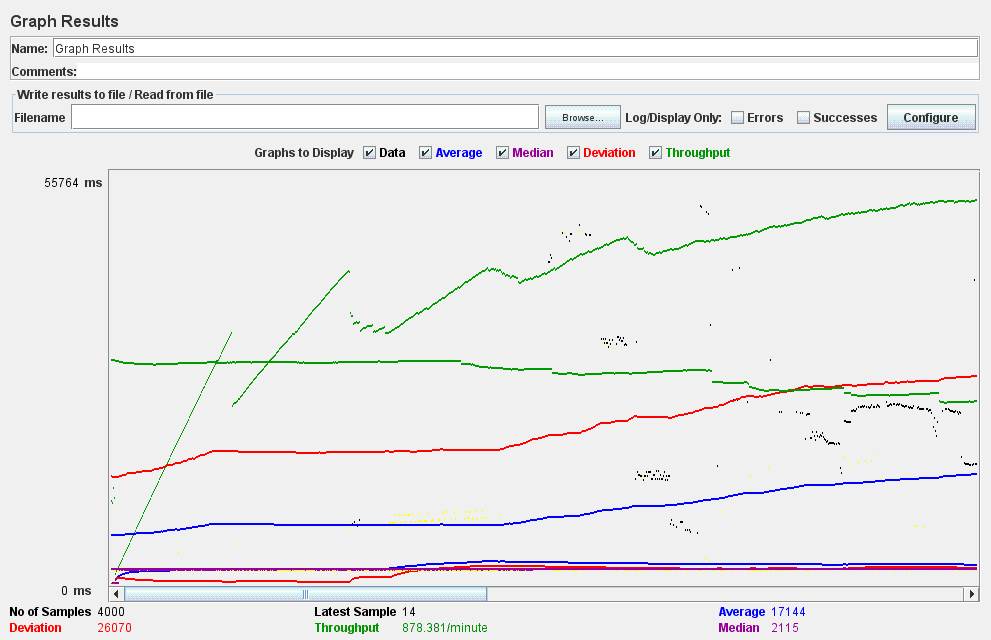 Graph Results
Name: Graph Results
Comments:
Write results to file / Read from file
Filename Browse... Log/Display Only: Errors Successes Configure
Graphs to Display Data Average Median Deviation Throughput
55764 ms
0 ms
No of Samples 4000 Latest Sample 14 Average 17144
Deviation 26070 Throughput 878.381/minute Median 2115